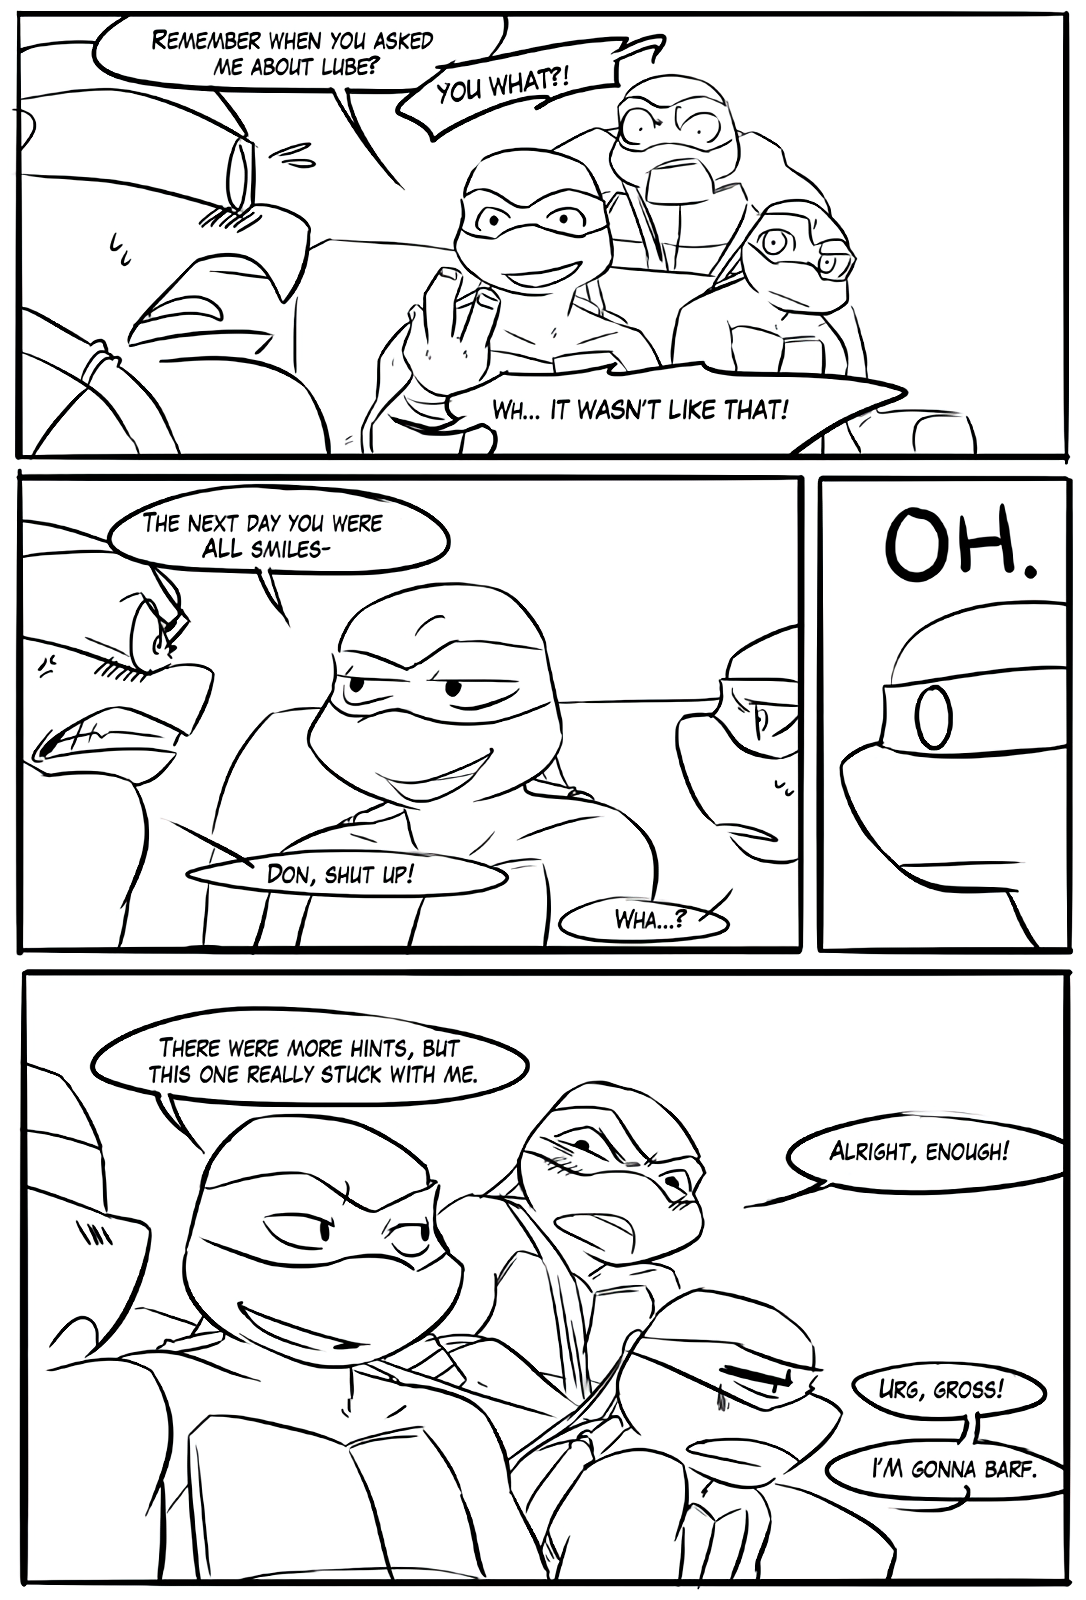 REMEMBER WHEN YOU ASKED
ME ABOUT LUBE?
YOU WHAT?!
WH... IT WASN'T LIKE THAT!
THE NEXT DAY YOU WERE
ALL SMILES-
DON, SHUT UP!
WHA...?
OH.
THERE WERE MORE HINTS, BUT
THIS ONE REALLY STUCK WITH ME.
ALRIGHT, ENOUGH!
URG, GROSS!
I'M GONNA BARF.